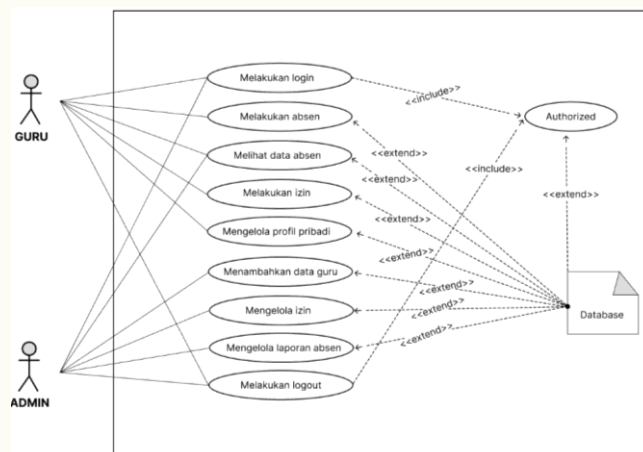 GURU
ADMIN
Melakukan login
Melakukan absen
Melihat data absen
Melakukan izin
Mengelola profil pribadi
Menambahkan data guru
Mengelola izin
Mengelola laporan absen
Melakukan logout
<<include>>
<<extend>>
<<extend>>
<<include>>
<<extend>>
<<extend>>
<<extend>>
<<extend>>
<<extend>>
<<extend>>
Authorized
Database